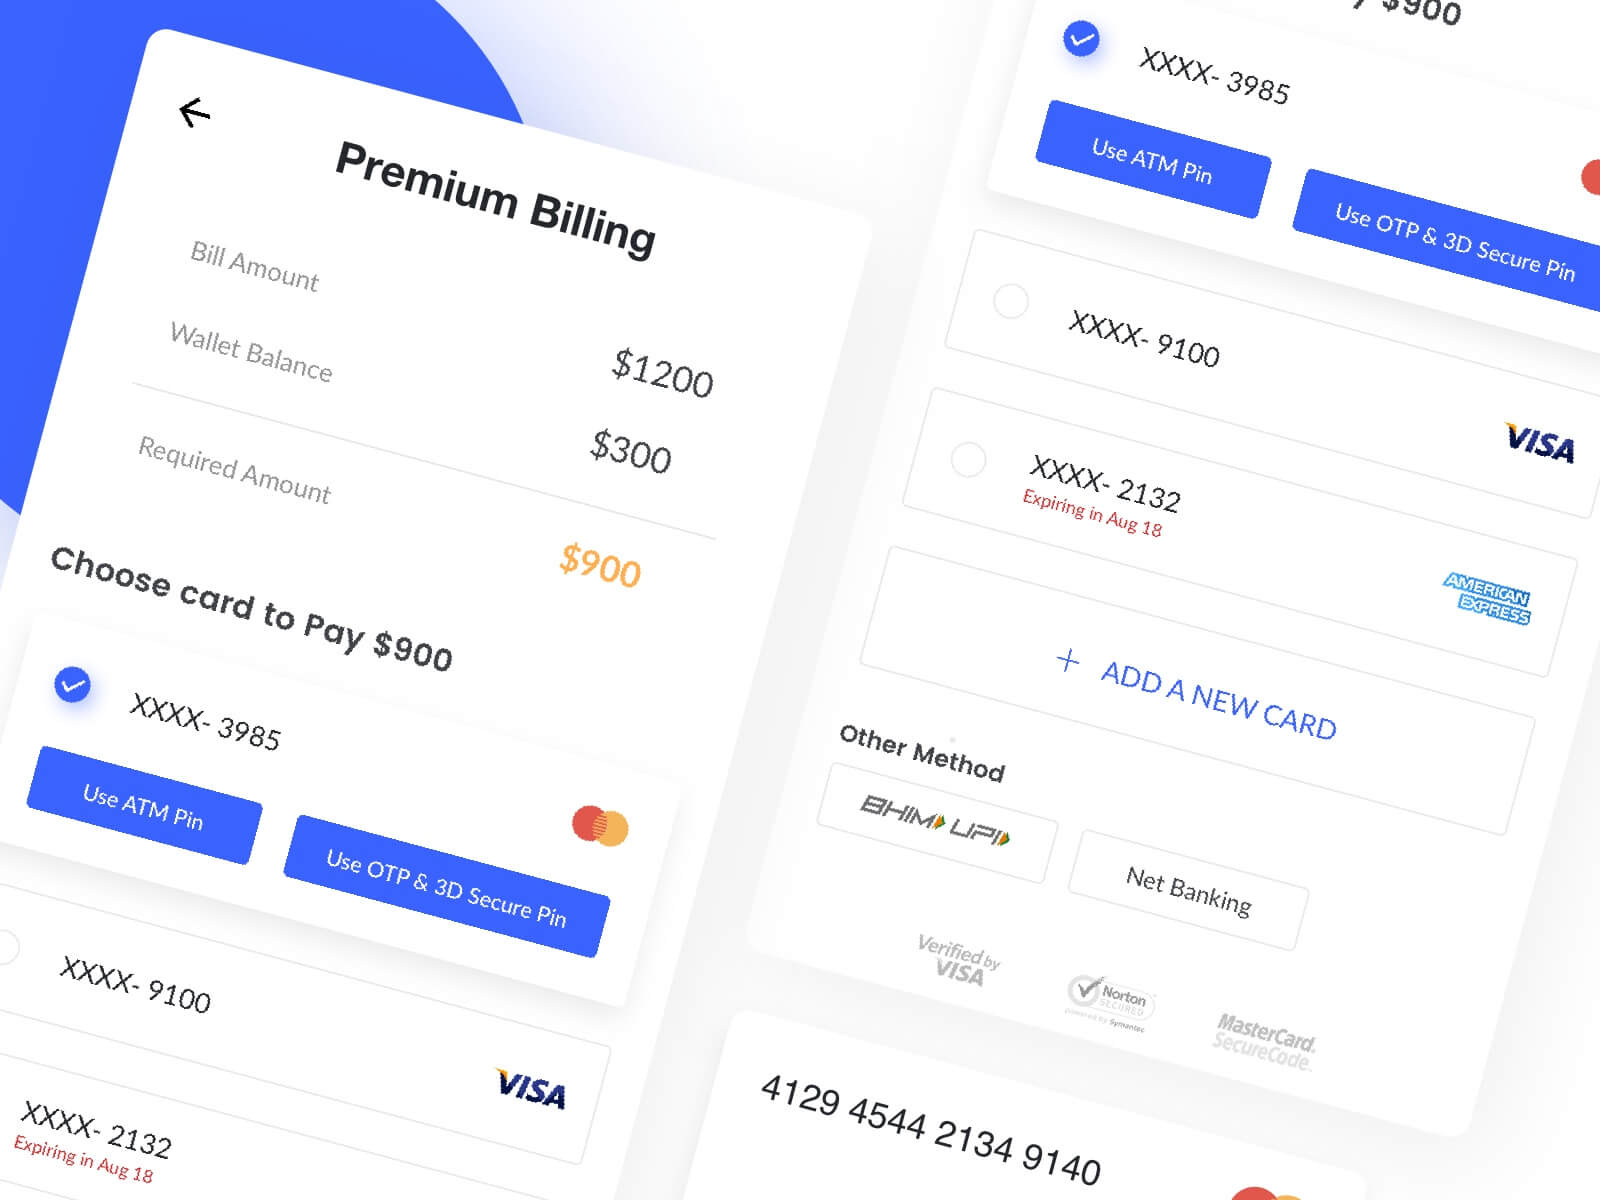 Premium Billing
Bill Amount
$1200
Wallet Balance
$300
Required Amount
$900
Choose card to Pay $900
XXXX- 3985
Use ATM Pin
Use OTP & 3D Secure Pin
XXXX- 9100
VISA
XXXX- 2132
Expiring in Aug 18
$900
XXXX- 3985
Use ATM Pin
Use OTP & 3D Secure Pin
XXXX- 9100
VISA
XXXX- 2132
Expiring in Aug 18
AMERICAN
EXPRESS
+ ADD A NEW CARD
Other Method
BHIM UPI
Net Banking
Verified by
VISA
Norton
SECURED
powered by Symantec
MasterCard.
SecureCode.
4129 4544 2134 9140